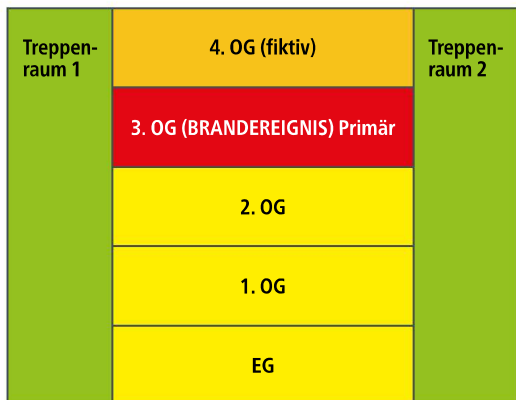 Treppen-
raum 1
4. OG (fiktiv)
Treppen-
raum 2
3. OG (BRANDEREIGNIS) Primär
2. OG
1. OG
EG